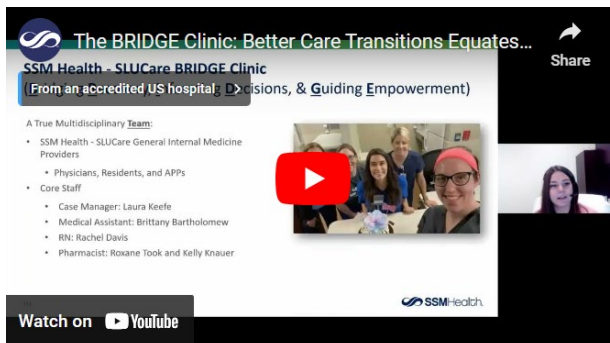 The BRIDGE Clinic: Better Care Transitions Equates...
Share
SSM Health - SLUCare BRIDGE Clinic
From an accredited US hospital
ecisions, & Guiding Empowerment)
A True Multidisciplinary Team:
• SSM Health - SLUCare General Internal Medicine
Providers
• Physicians, Residents, and APPs
• Core Staff
• Case Manager: Laura Keefe
• Medical Assistant: Brittany Bartholomew
• RN: Rachel Davis
• Pharmacist: Roxane Took and Kelly Knauer
SSMHealth.
Watch on YouTube